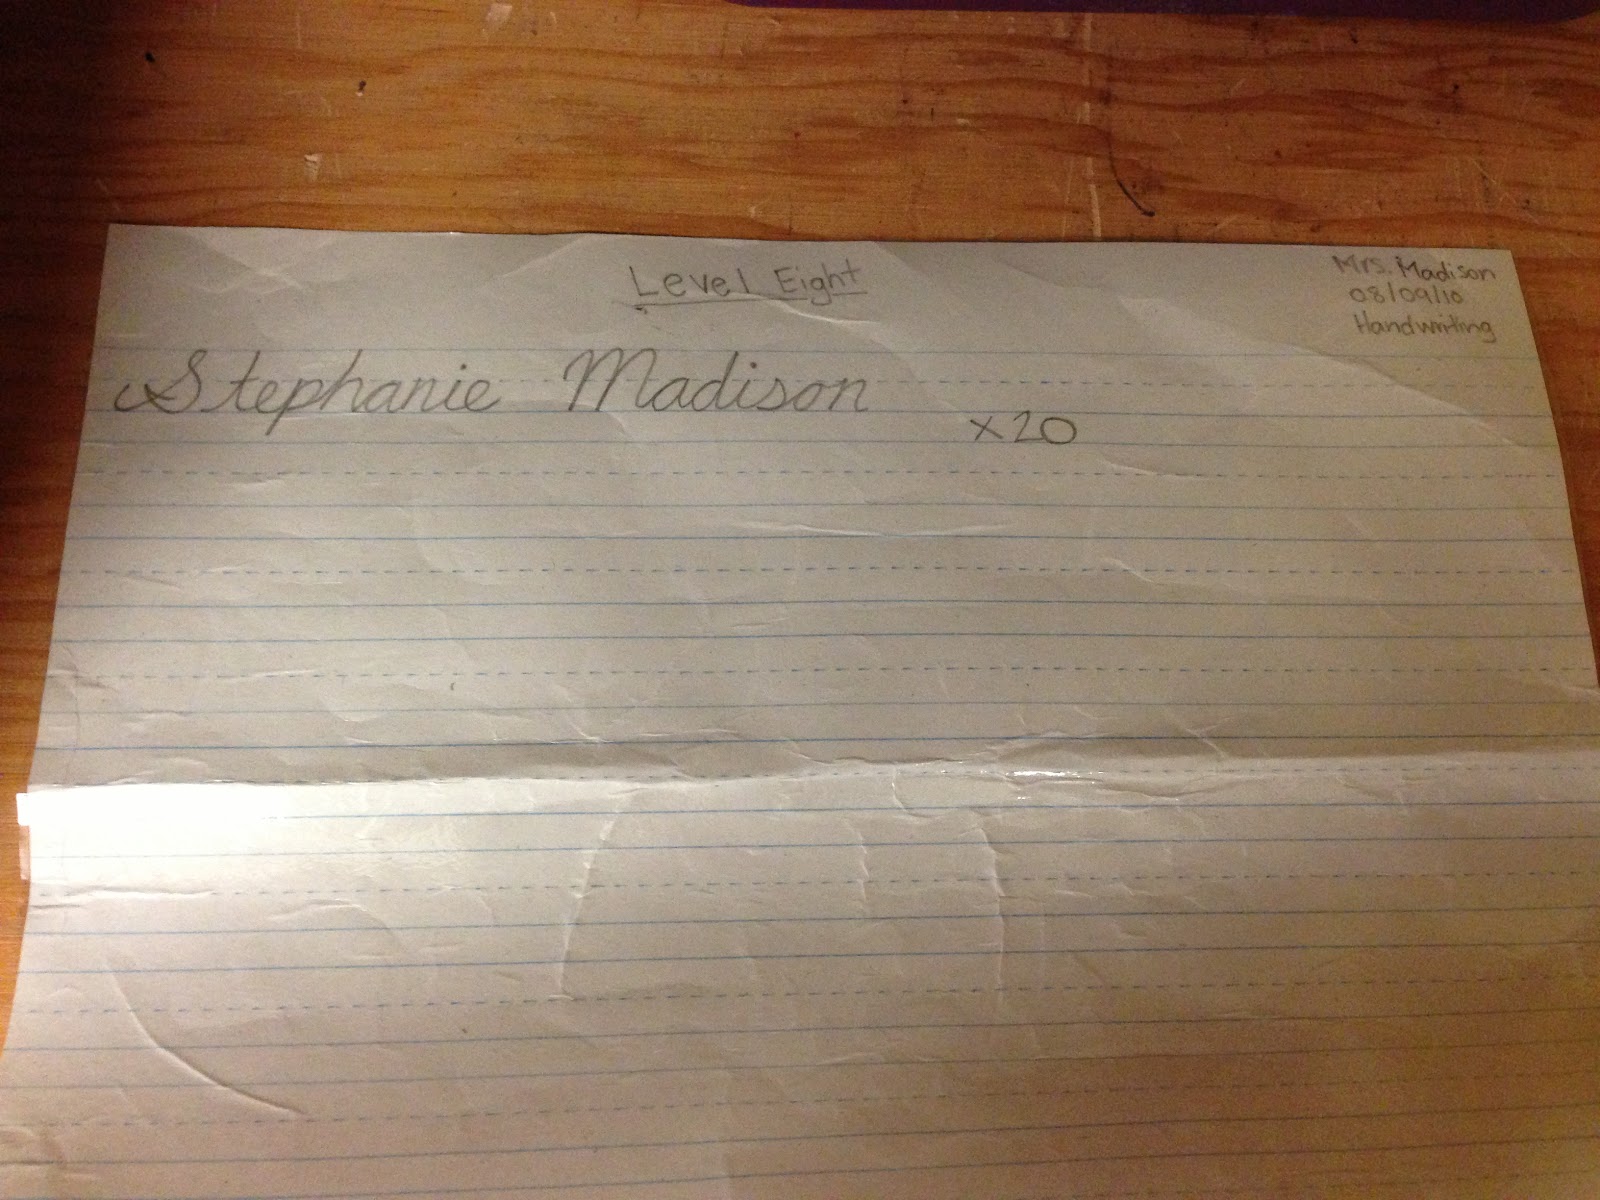 Level Eight
Mrs. Madison
08/09/10
Handwriting
Stephanie Madison
x20